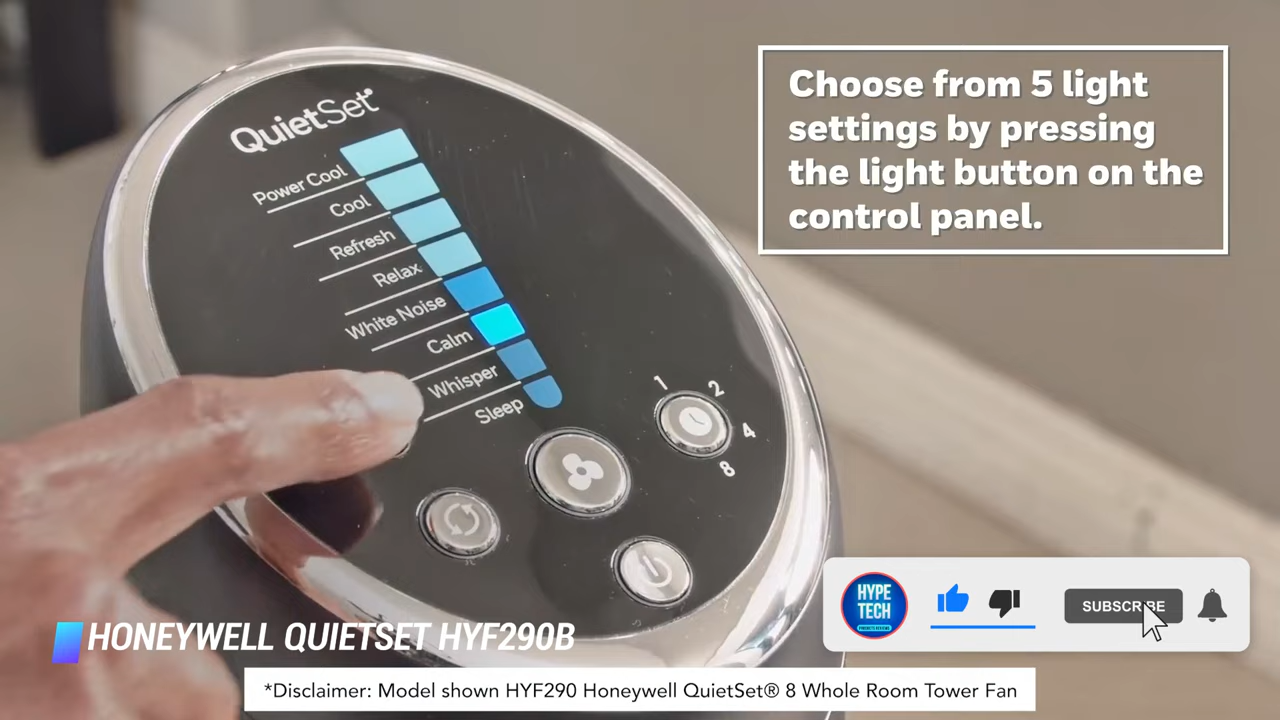 Choose from 5 light
settings by pressing
the light button on the
control panel.
QuietSet
Power Cool
Cool
Refresh
Relax
White Noise
Calm
Whisper
Sleep
1
2
4
8
HYPE
TECH
SUBSCRIBE
HONEYWELL QUIETSET HYF290B
*Disclaimer: Model shown HYF290 Honeywell QuietSet® 8 Whole Room Tower Fan